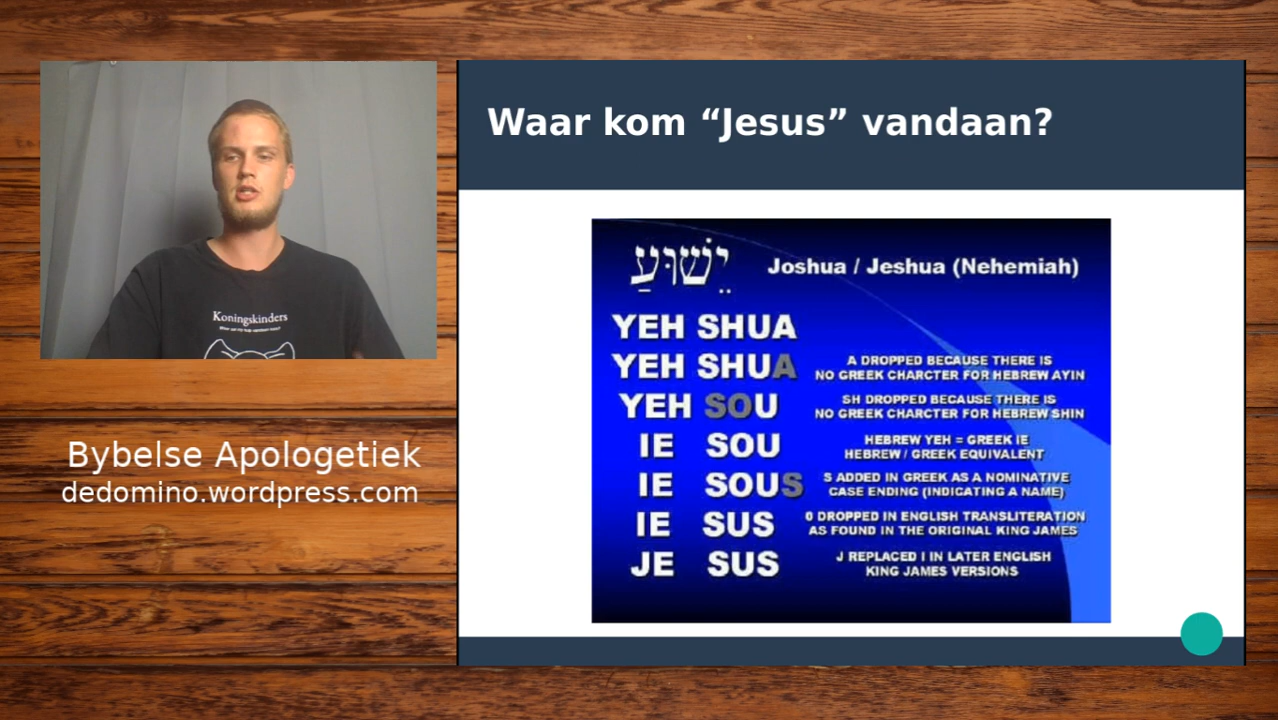 Waar kom “Jesus” vandaan?
יֵשׁוּעַ Joshua / Jeshua (Nehemiah)
YEH SHUA
YEH SHUA A DROPPED BECAUSE THERE IS
NO GREEK CHARCTER FOR HEBREW AYIN
YEH SOU SH DROPPED BECAUSE THERE IS
NO GREEK CHARCTER FOR HEBREW SHIN
IE SOU HEBREW YEH = GREEK IE
HEBREW / GREEK EQUIVALENT
IE SOUS S ADDED IN GREEK AS A NOMINATIVE
CASE ENDING (INDICATING A NAME)
IE SUS O DROPPED IN ENGLISH TRANSLITERATION
AS FOUND IN THE ORIGINAL KING JAMES
JE SUS J REPLACED I IN LATER ENGLISH
KING JAMES VERSIONS
Koningskinders
Bybelse Apologetiek
dedomino.wordpress.com